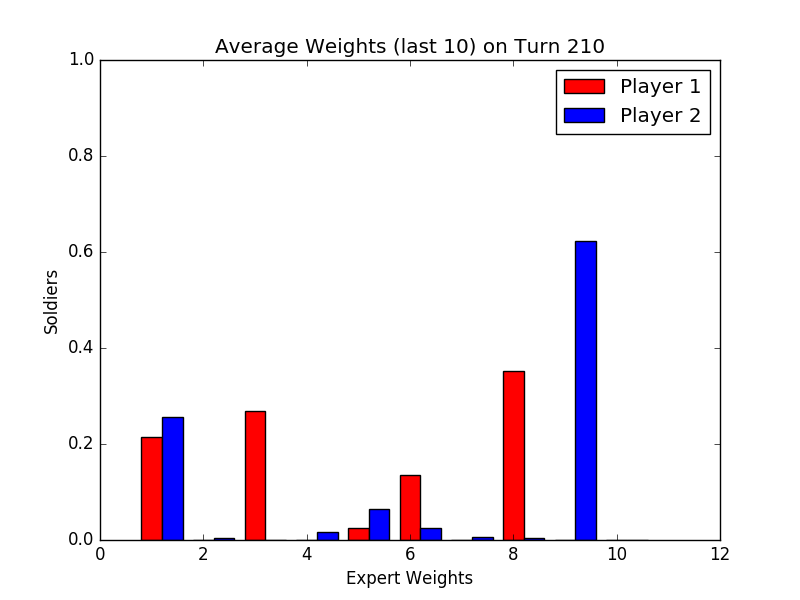 Average Weights (last 10) on Turn 210
1.0
0.8
0.6
0.4
0.2
0.0
Soldiers
Player 1
Player 2
0 2 4 6 8 10 12
Expert Weights